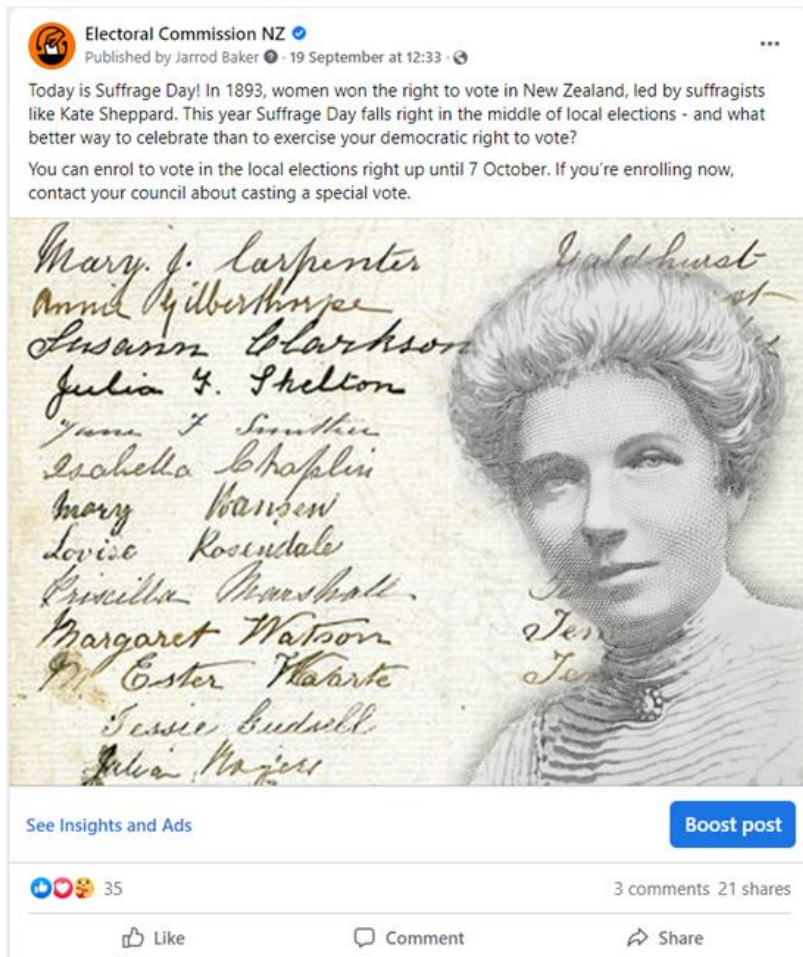 Electoral Commission NZ
Published by Jarrod Baker · 19 September at 12:33 ·
Today is Suffrage Day! In 1893, women won the right to vote in New Zealand, led by suffragists
like Kate Sheppard. This year Suffrage Day falls right in the middle of local elections - and what
better way to celebrate than to exercise your democratic right to vote?
You can enrol to vote in the local elections right up until 7 October. If you're enrolling now,
contact your council about casting a special vote.
Mary. J. Carpenter
Annie Gilberthorpe
Susann Clarkson
Julia F. Shelton
Isabella Chaplin
Mary Hansen
Lovise Rosendale
Priscilla Marshall
Margaret Watson
M. Ester
Jessie
Julia Rogers
See Insights and Ads
Boost post
35
3 comments 21 shares
Like
Comment
Share